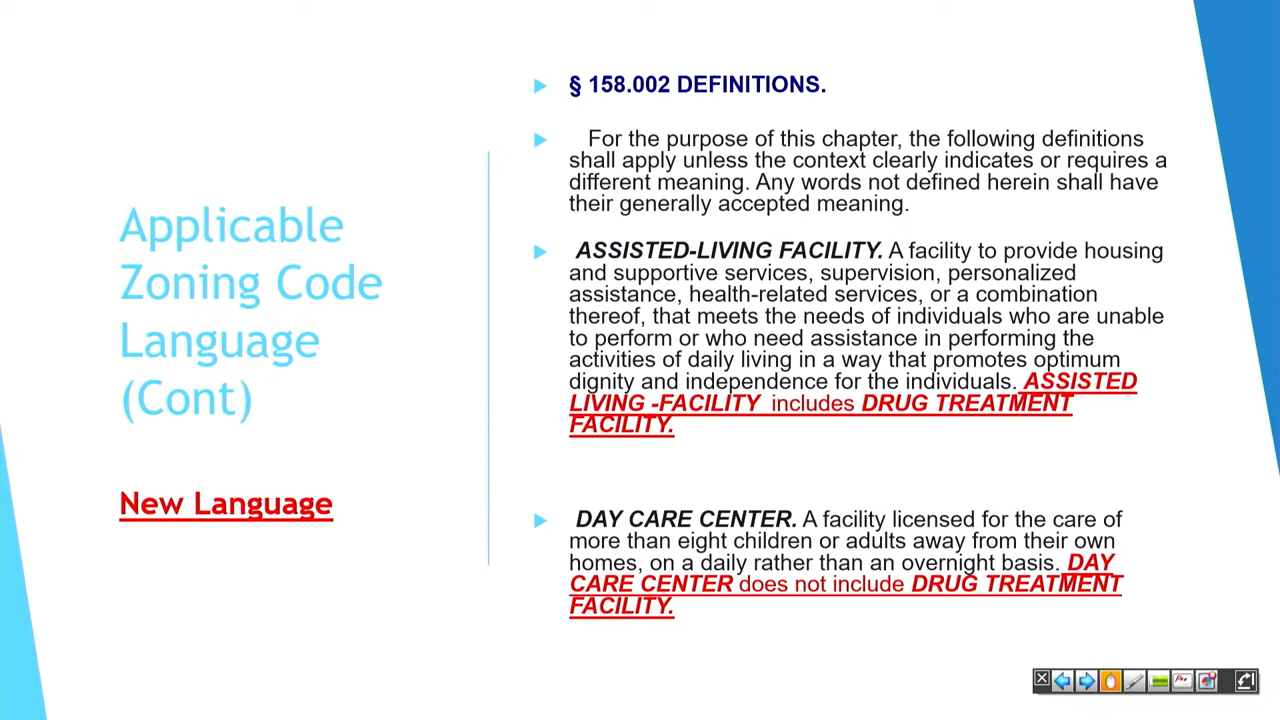 Applicable
Zoning Code
Language
(Cont)
New Language
§ 158.002 DEFINITIONS.
For the purpose of this chapter, the following definitions
shall apply unless the context clearly indicates or requires a
different meaning. Any words not defined herein shall have
their generally accepted meaning.
ASSISTED-LIVING FACILITY. A facility to provide housing
and supportive services, supervision, personalized
assistance, health-related services, or a combination
thereof, that meets the needs of individuals who are unable
to perform or who need assistance in performing the
activities of daily living in a way that promotes optimum
dignity and independence for the individuals. ASSISTED
LIVING -FACILITY includes DRUG TREATMENT
FACILITY.
DAY CARE CENTER. A facility licensed for the care of
more than eight children or adults away from their own
homes, on a daily rather than an overnight basis. DAY
CARE CENTER does not include DRUG TREATMENT
FACILITY.